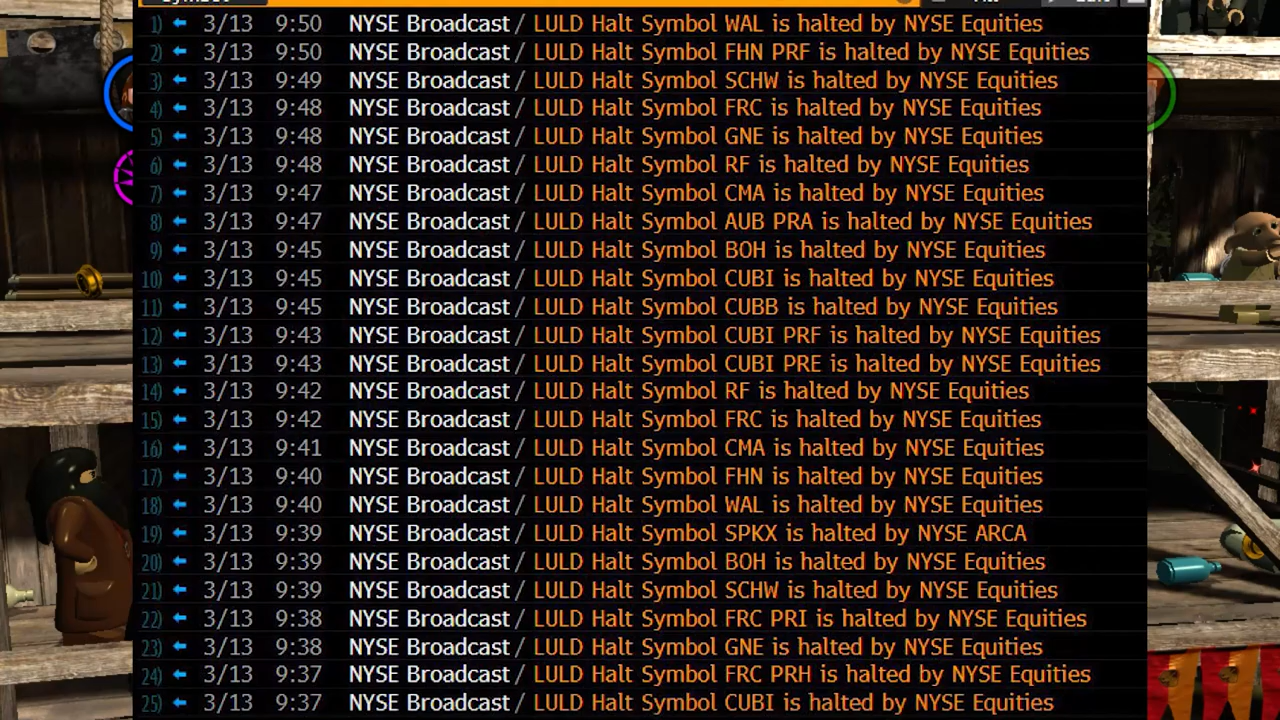 1) 3/13 9:50 NYSE Broadcast / LULD Halt Symbol WAL is halted by NYSE Equities
2) 3/13 9:50 NYSE Broadcast / LULD Halt Symbol FHN PRF is halted by NYSE Equities
3) 3/13 9:49 NYSE Broadcast / LULD Halt Symbol SCHW is halted by NYSE Equities
4) 3/13 9:48 NYSE Broadcast / LULD Halt Symbol FRC is halted by NYSE Equities
5) 3/13 9:48 NYSE Broadcast / LULD Halt Symbol GNE is halted by NYSE Equities
6) 3/13 9:48 NYSE Broadcast / LULD Halt Symbol RF is halted by NYSE Equities
7) 3/13 9:47 NYSE Broadcast / LULD Halt Symbol CMA is halted by NYSE Equities
8) 3/13 9:47 NYSE Broadcast / LULD Halt Symbol AUB PRA is halted by NYSE Equities
9) 3/13 9:45 NYSE Broadcast / LULD Halt Symbol BOH is halted by NYSE Equities
10) 3/13 9:45 NYSE Broadcast / LULD Halt Symbol CUBI is halted by NYSE Equities
11) 3/13 9:45 NYSE Broadcast / LULD Halt Symbol CUBB is halted by NYSE Equities
12) 3/13 9:43 NYSE Broadcast / LULD Halt Symbol CUBI PRF is halted by NYSE Equities
13) 3/13 9:43 NYSE Broadcast / LULD Halt Symbol CUBI PRE is halted by NYSE Equities
14) 3/13 9:42 NYSE Broadcast / LULD Halt Symbol RF is halted by NYSE Equities
15) 3/13 9:42 NYSE Broadcast / LULD Halt Symbol FRC is halted by NYSE Equities
16) 3/13 9:41 NYSE Broadcast / LULD Halt Symbol CMA is halted by NYSE Equities
17) 3/13 9:40 NYSE Broadcast / LULD Halt Symbol FHN is halted by NYSE Equities
18) 3/13 9:40 NYSE Broadcast / LULD Halt Symbol WAL is halted by NYSE Equities
19) 3/13 9:39 NYSE Broadcast / LULD Halt Symbol SPKX is halted by NYSE ARCA
20) 3/13 9:39 NYSE Broadcast / LULD Halt Symbol BOH is halted by NYSE Equities
21) 3/13 9:39 NYSE Broadcast / LULD Halt Symbol SCHW is halted by NYSE Equities
22) 3/13 9:38 NYSE Broadcast / LULD Halt Symbol FRC PRI is halted by NYSE Equities
23) 3/13 9:38 NYSE Broadcast / LULD Halt Symbol GNE is halted by NYSE Equities
24) 3/13 9:37 NYSE Broadcast / LULD Halt Symbol FRC PRH is halted by NYSE Equities
25) 3/13 9:37 NYSE Broadcast / LULD Halt Symbol CUBI is halted by NYSE Equities